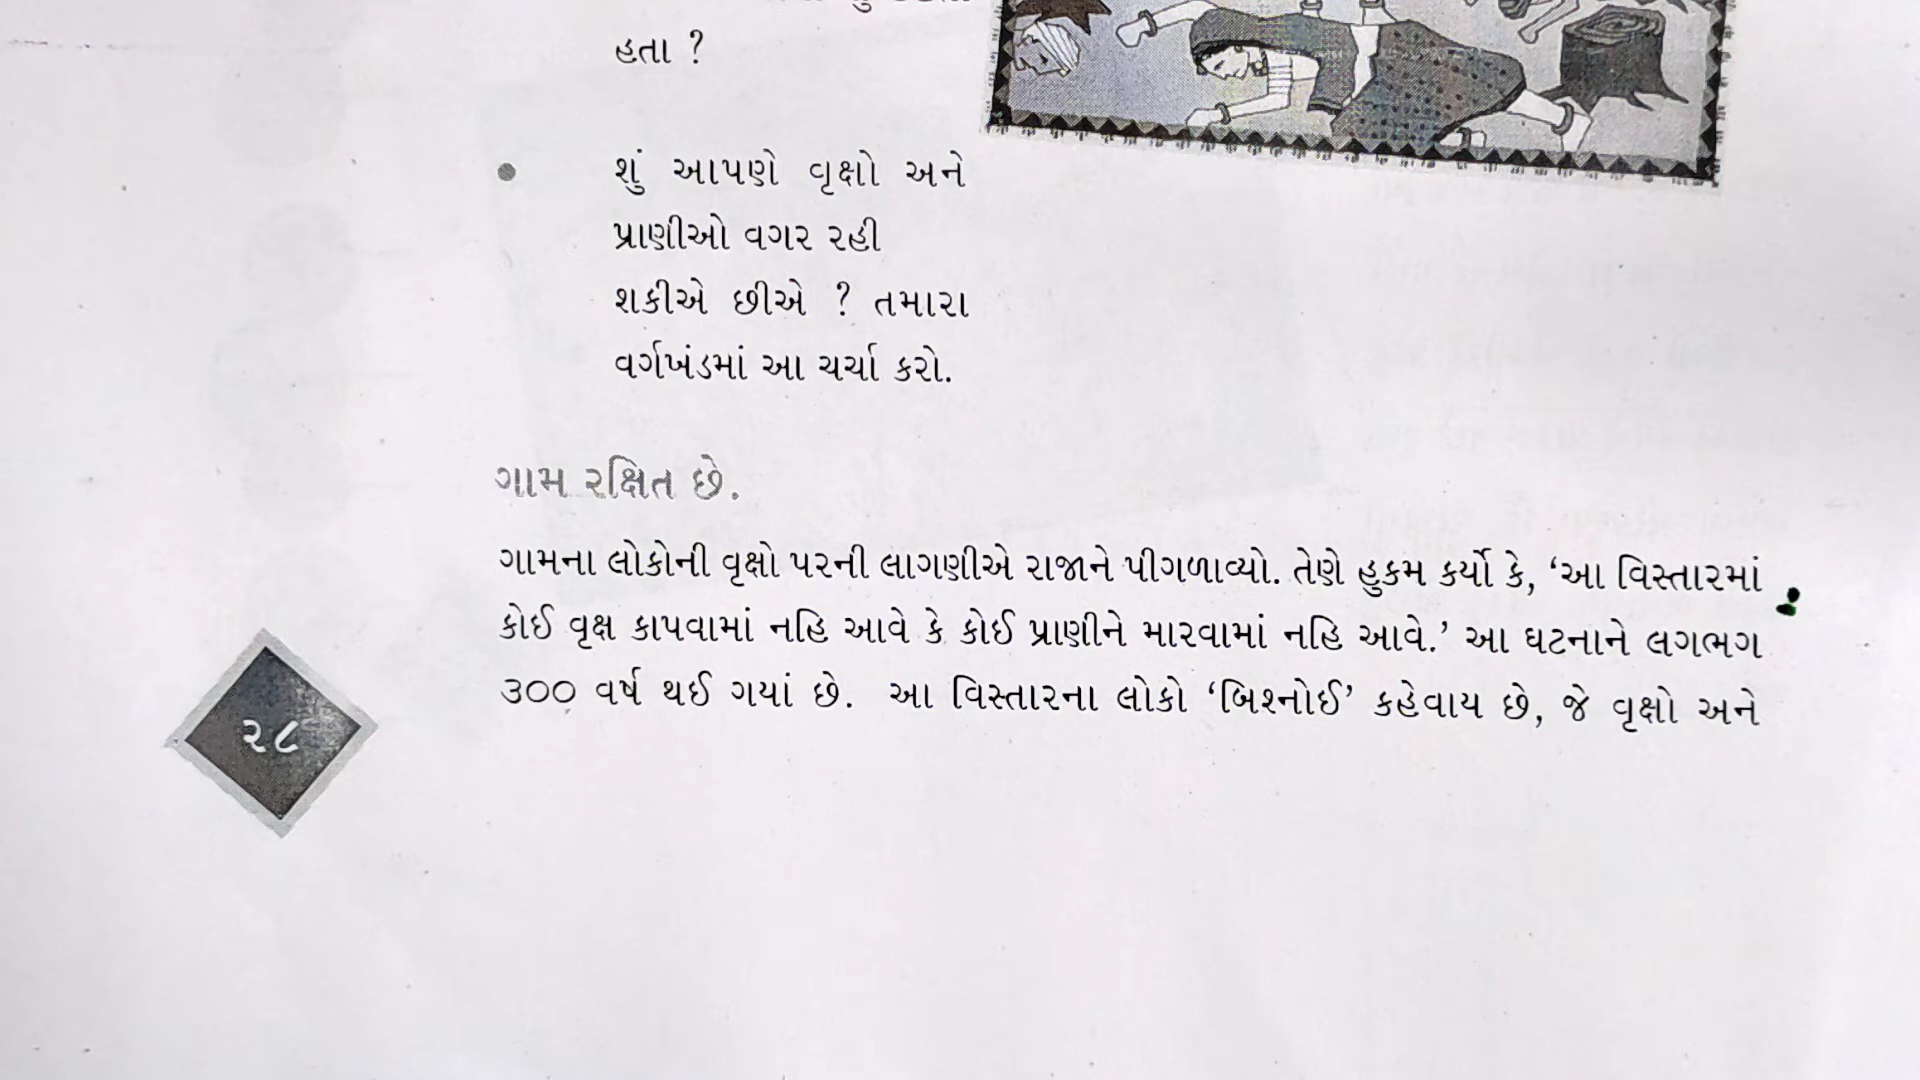 હતા ?
શું આપણે વૃક્ષો અને
પ્રાણીઓ વગર રહી
શકીએ છીએ ? તમારા
વર્ગખંડમાં આ ચર્ચા કરો.
ગામ રક્ષિત છે.
ગામના લોકોની વૃક્ષો પરની લાગણીએ રાજાને પીગળાવ્યો. તેણે હુકમ કર્યો કે, ‘આ વિસ્તારમાં
કોઈ વૃક્ષ કાપવામાં નહિ આવે કે કોઈ પ્રાણીને મારવામાં નહિ આવે.’ આ ઘટનાને લગભગ
૩૦૦ વર્ષ થઈ ગયાં છે. આ વિસ્તારના લોકો ‘બિશ્નોઈ’ કહેવાય છે, જે વૃક્ષો અને
૨૮